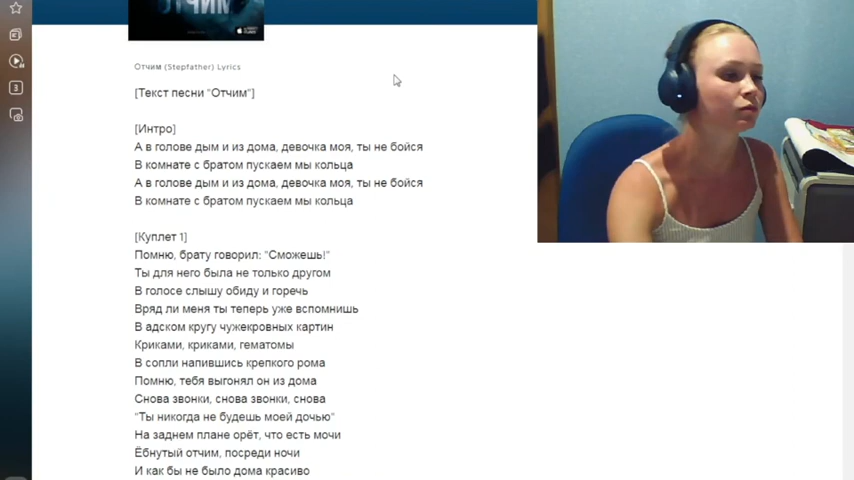 ОТЧИМ
3
Отчим (Stepfather) Lyrics
[Текст песни "Отчим"]
[Интро]
А в голове дым и из дома, девочка моя, ты не бойся
В комнате с братом пускаем мы кольца
А в голове дым и из дома, девочка моя, ты не бойся
В комнате с братом пускаем мы кольца
[Куплет 1]
Помню, брату говорил: "Сможешь!"
Ты для него была не только другом
В голосе слышу обиду и горечь
Вряд ли меня ты теперь уже вспомнишь
В адском кругу чужекровных картин
Криками, криками, гематомы
В сопли напившись крепкого рома
Помню, тебя выгонял он из дома
Снова звонки, снова звонки, снова
"Ты никогда не будешь моей дочью"
На заднем плане орёт, что есть мочи
Ёбнутый отчим, посреди ночи
И как бы не было дома красиво